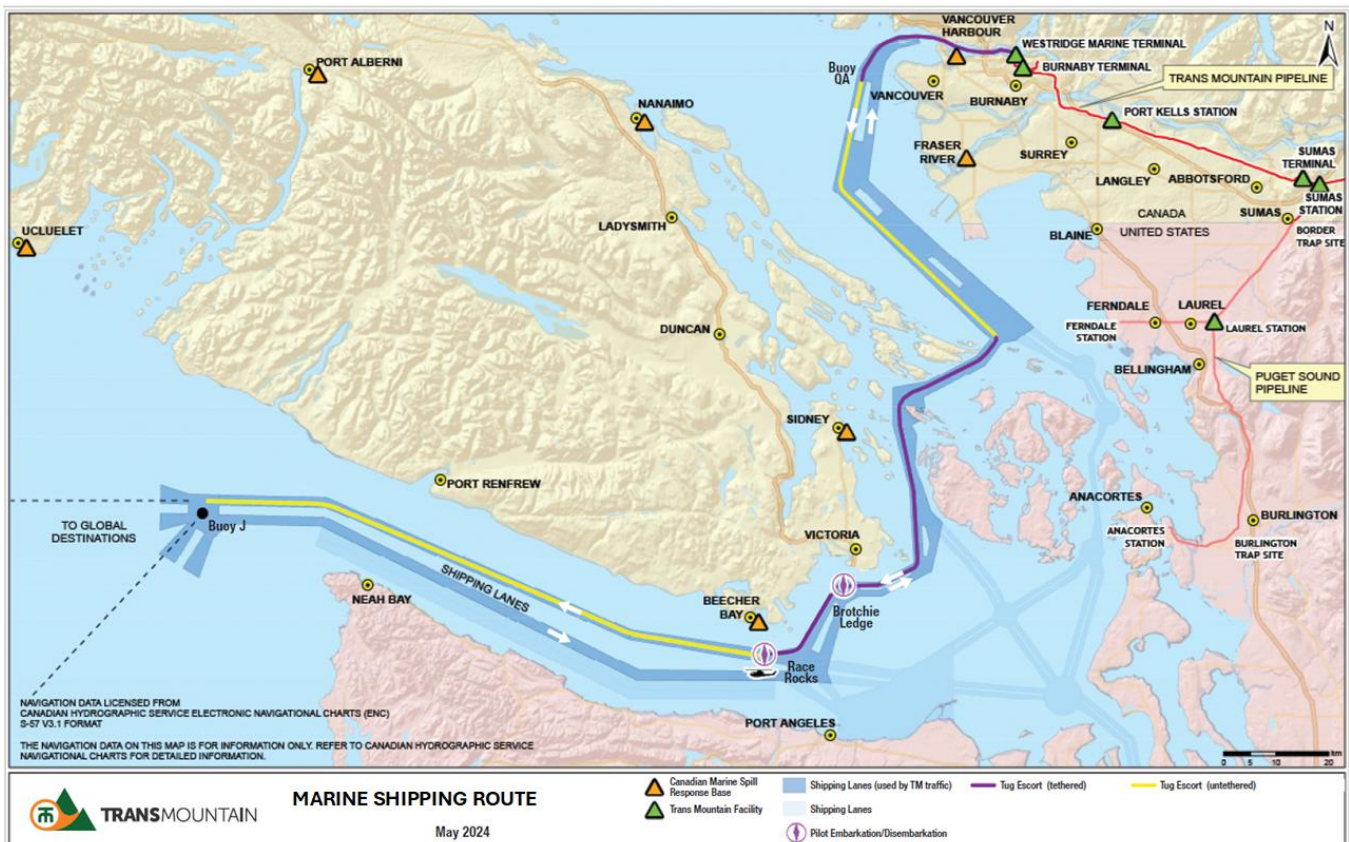 VANCOUVER
HARBOUR
N
WESTRIDGE MARINE TERMINAL
PORT ALBERNI
Buoy
QA
BURNABY TERMINAL
TRANS MOUNTAIN PIPELINE
VANCOUVER
BURNABY
NANAIMO
PORT KELLS STATION
FRASER
RIVER
SURREY
SUMAS
TERMINAL
LANGLEY
ABBOTSFORD
SUMAS
STATION
UCLUELET
LADYSMITH
CANADA
UNITED STATES
SUMAS
BLAINE
BORDER
TRAP SITE
FERNDALE
LAUREL
DUNCAN
FERNDALE
STATION
LAUREL STATION
BELLINGHAM
PUGET SOUND
PIPELINE
SIDNEY
PORT RENFREW
ANACORTES
TO GLOBAL
DESTINATIONS
Buoy J
BURLINGTON
VICTORIA
ANACORTES
STATION
BURLINGTON
TRAP SITE
SHIPPING LANES
NEAH BAY
BEECHER
BAY
Brotchie
Ledge
Race
Rocks
NAVIGATION DATA LICENSED FROM
CANADIAN HYDROGRAPHIC SERVICE ELECTRONIC NAVIGATIONAL CHARTS (ENC)
S-57 V3.1 FORMAT
PORT ANGELES
THE NAVIGATION DATA ON THIS MAP IS FOR INFORMATION ONLY. REFER TO CANADIAN HYDROGRAPHIC SERVICE
NAVIGATIONAL CHARTS FOR DETAILED INFORMATION.
km
0 5 10 20
TRANSMOUNTAIN
MARINE SHIPPING ROUTE
May 2024
Canadian Marine Spill
Response Base
Trans Mountain Facility
Shipping Lanes (used by TM traffic)
Shipping Lanes
Pilot Embarkation/Disembarkation
Tug Escort (tethered)
Tug Escort (untethered)